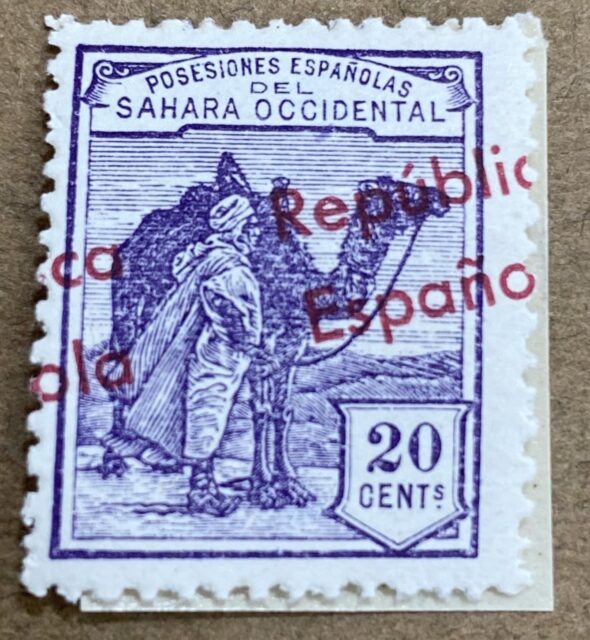 POSESIONES ESPAÑOLAS
DEL
SAHARA OCCIDENTAL
Repúblic
ca
Españo
ola
20
CENTS.